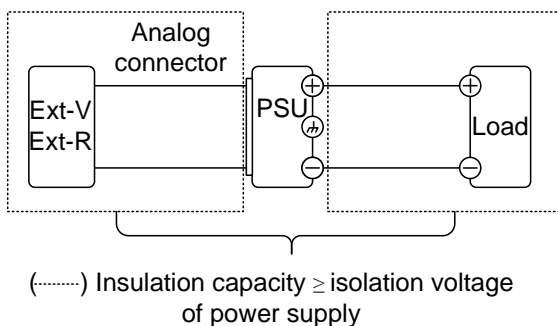 Analog
connector
Ext-V
Ext-R
PSU
+
+
Load
−
−
(········) Insulation capacity ≥ isolation voltage
of power supply